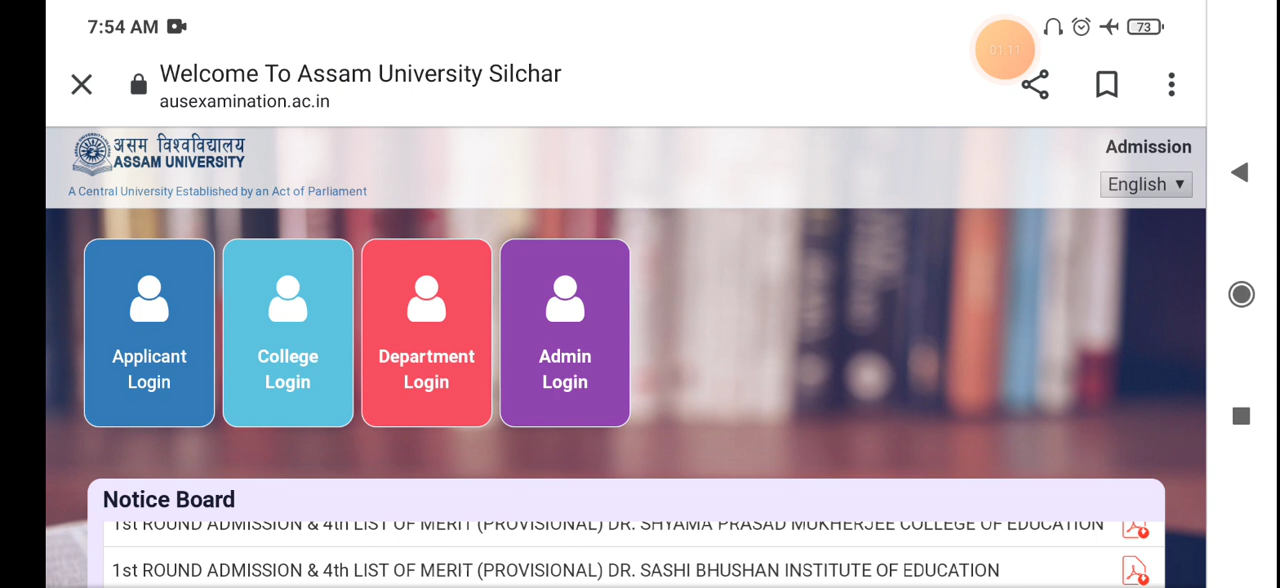 7:54 AM
73
01:11
Welcome To Assam University Silchar
ausexamination.ac.in
असम विश्वविद्यालय
ASSAM UNIVERSITY
A Central University Established by an Act of Parliament
Admission
English ▼
Applicant Login
College Login
Department Login
Admin Login
Notice Board
1st ROUND ADMISSION & 4th LIST OF MERIT (PROVISIONAL) DR. SHYAMA PRASAD MUKHERJEE COLLEGE OF EDUCATION
1st ROUND ADMISSION & 4th LIST OF MERIT (PROVISIONAL) DR. SASHI BHUSHAN INSTITUTE OF EDUCATION